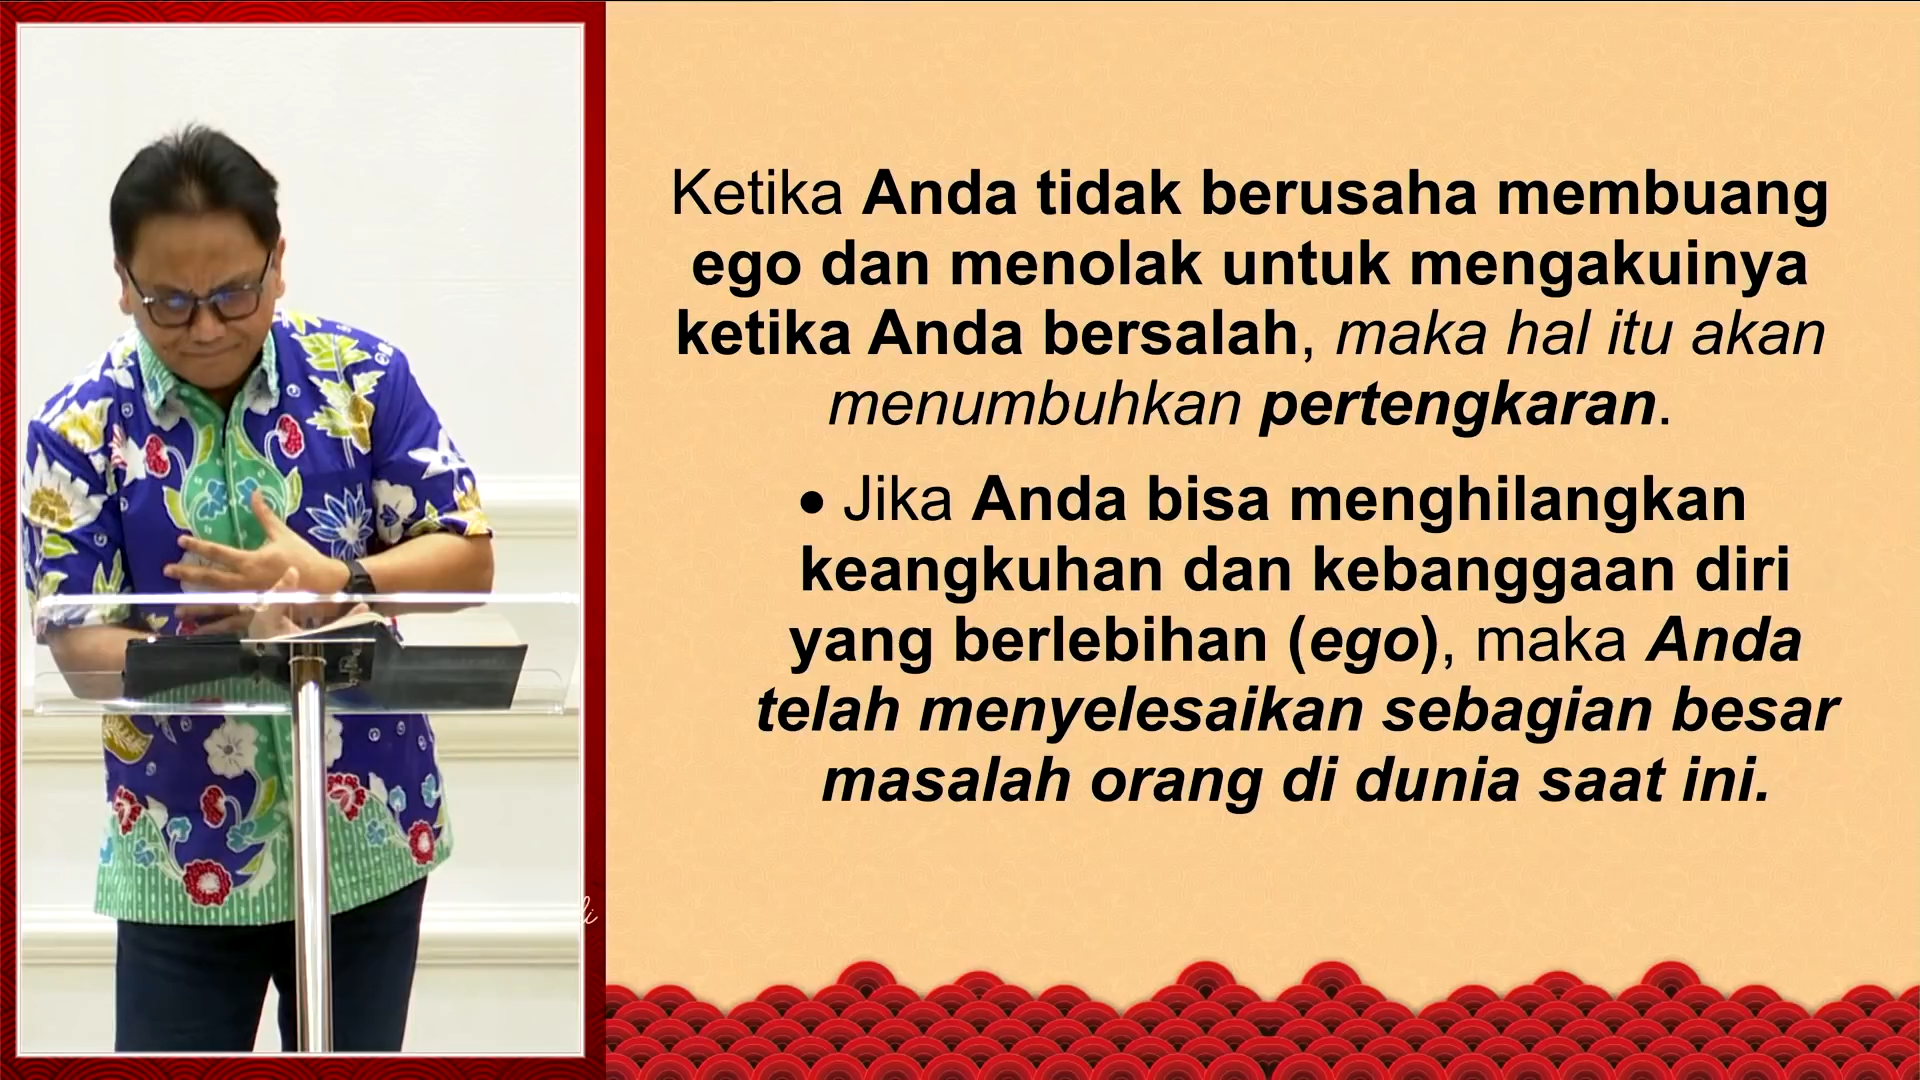 Ketika Anda tidak berusaha membuang
ego dan menolak untuk mengakuinya
ketika Anda bersalah, maka hal itu akan
menumbuhkan pertengkaran.
• Jika Anda bisa menghilangkan
keangkuhan dan kebanggaan diri
yang berlebihan (ego), maka Anda
telah menyelesaikan sebagian besar
masalah orang di dunia saat ini.